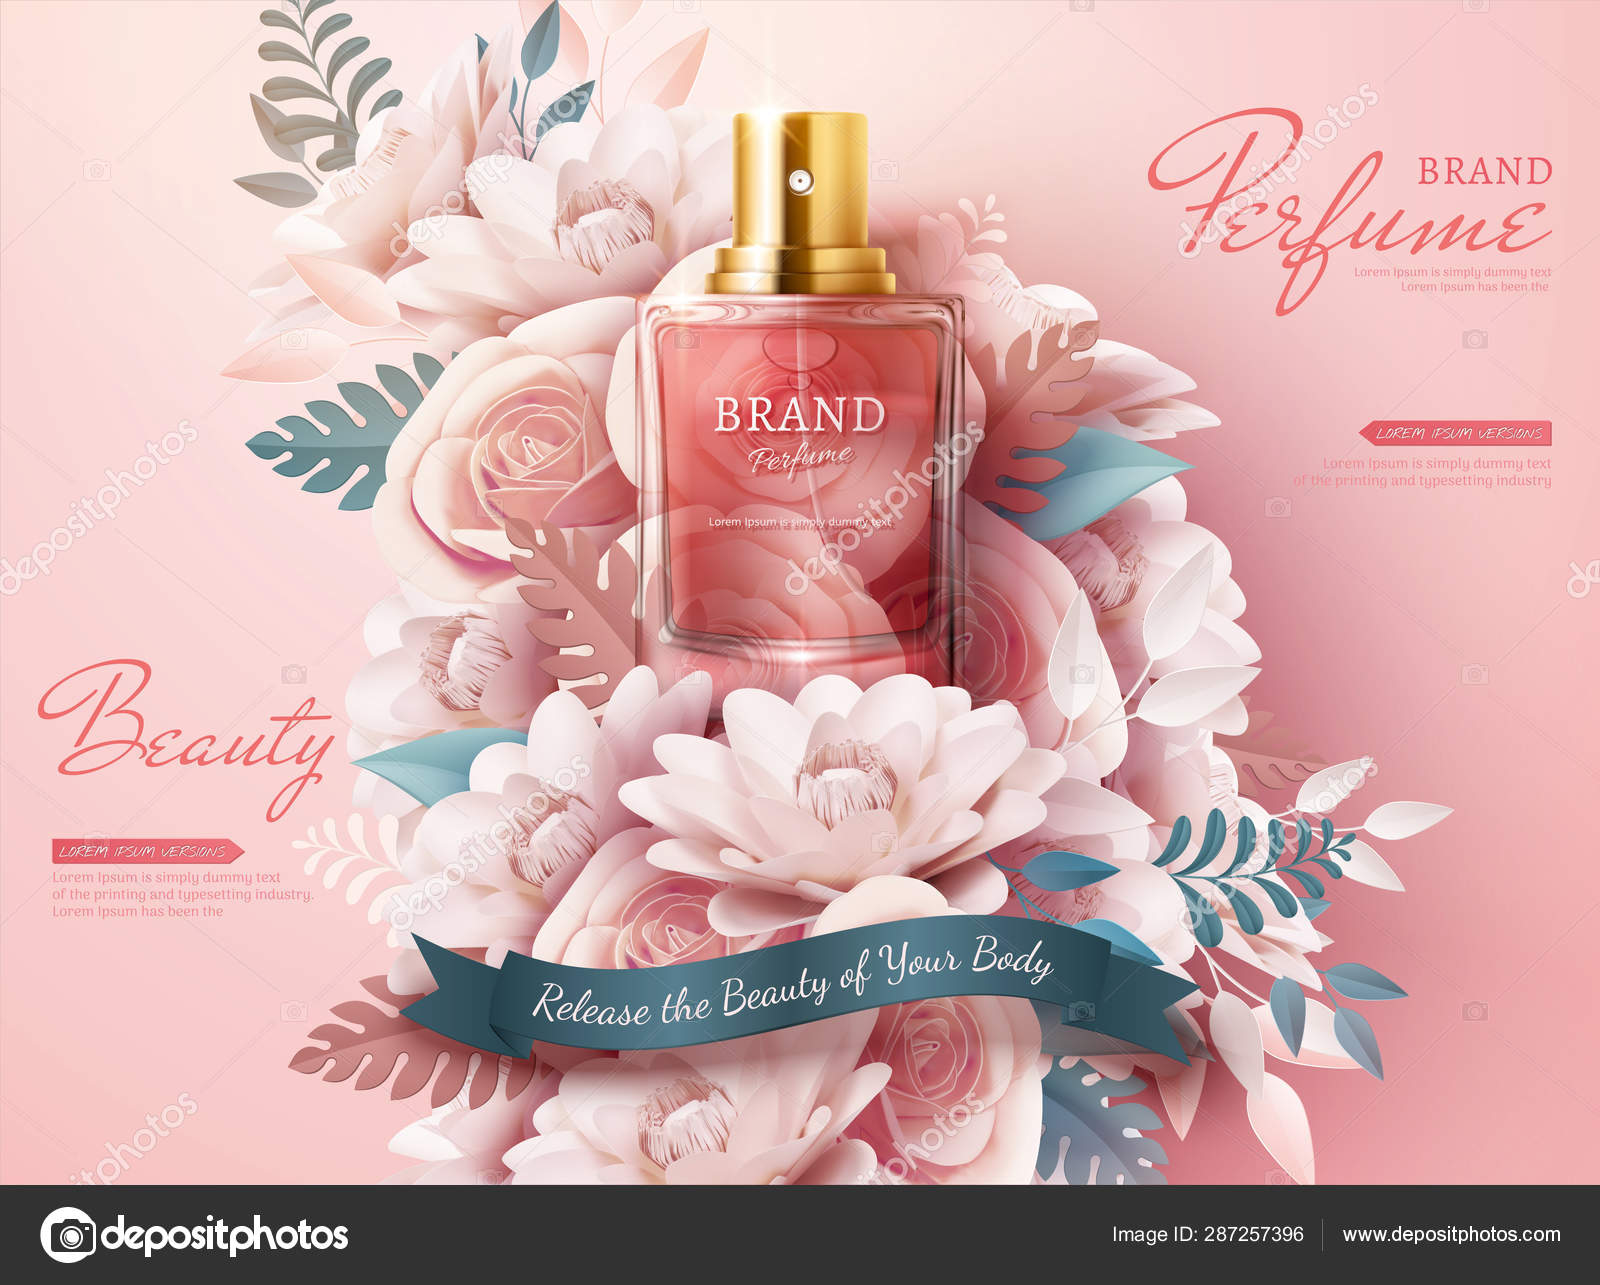 BRAND
Perfume
Lorem Ipsum is simply dummy text
Lorem Ipsum has been the
BRAND
Perfume
Lorem Ipsum is simply dummy text
LOREM IPSUM VERSIONS
Lorem Ipsum is simply dummy text
of the printing and typesetting industry
Beauty
LOREM IPSUM VERSIONS
Lorem Ipsum is simply dummy text
of the printing and typesetting industry.
Lorem Ipsum has been the
Release the Beauty of Your Body
depositphotos
Image ID: 287257396
www.depositphotos.com